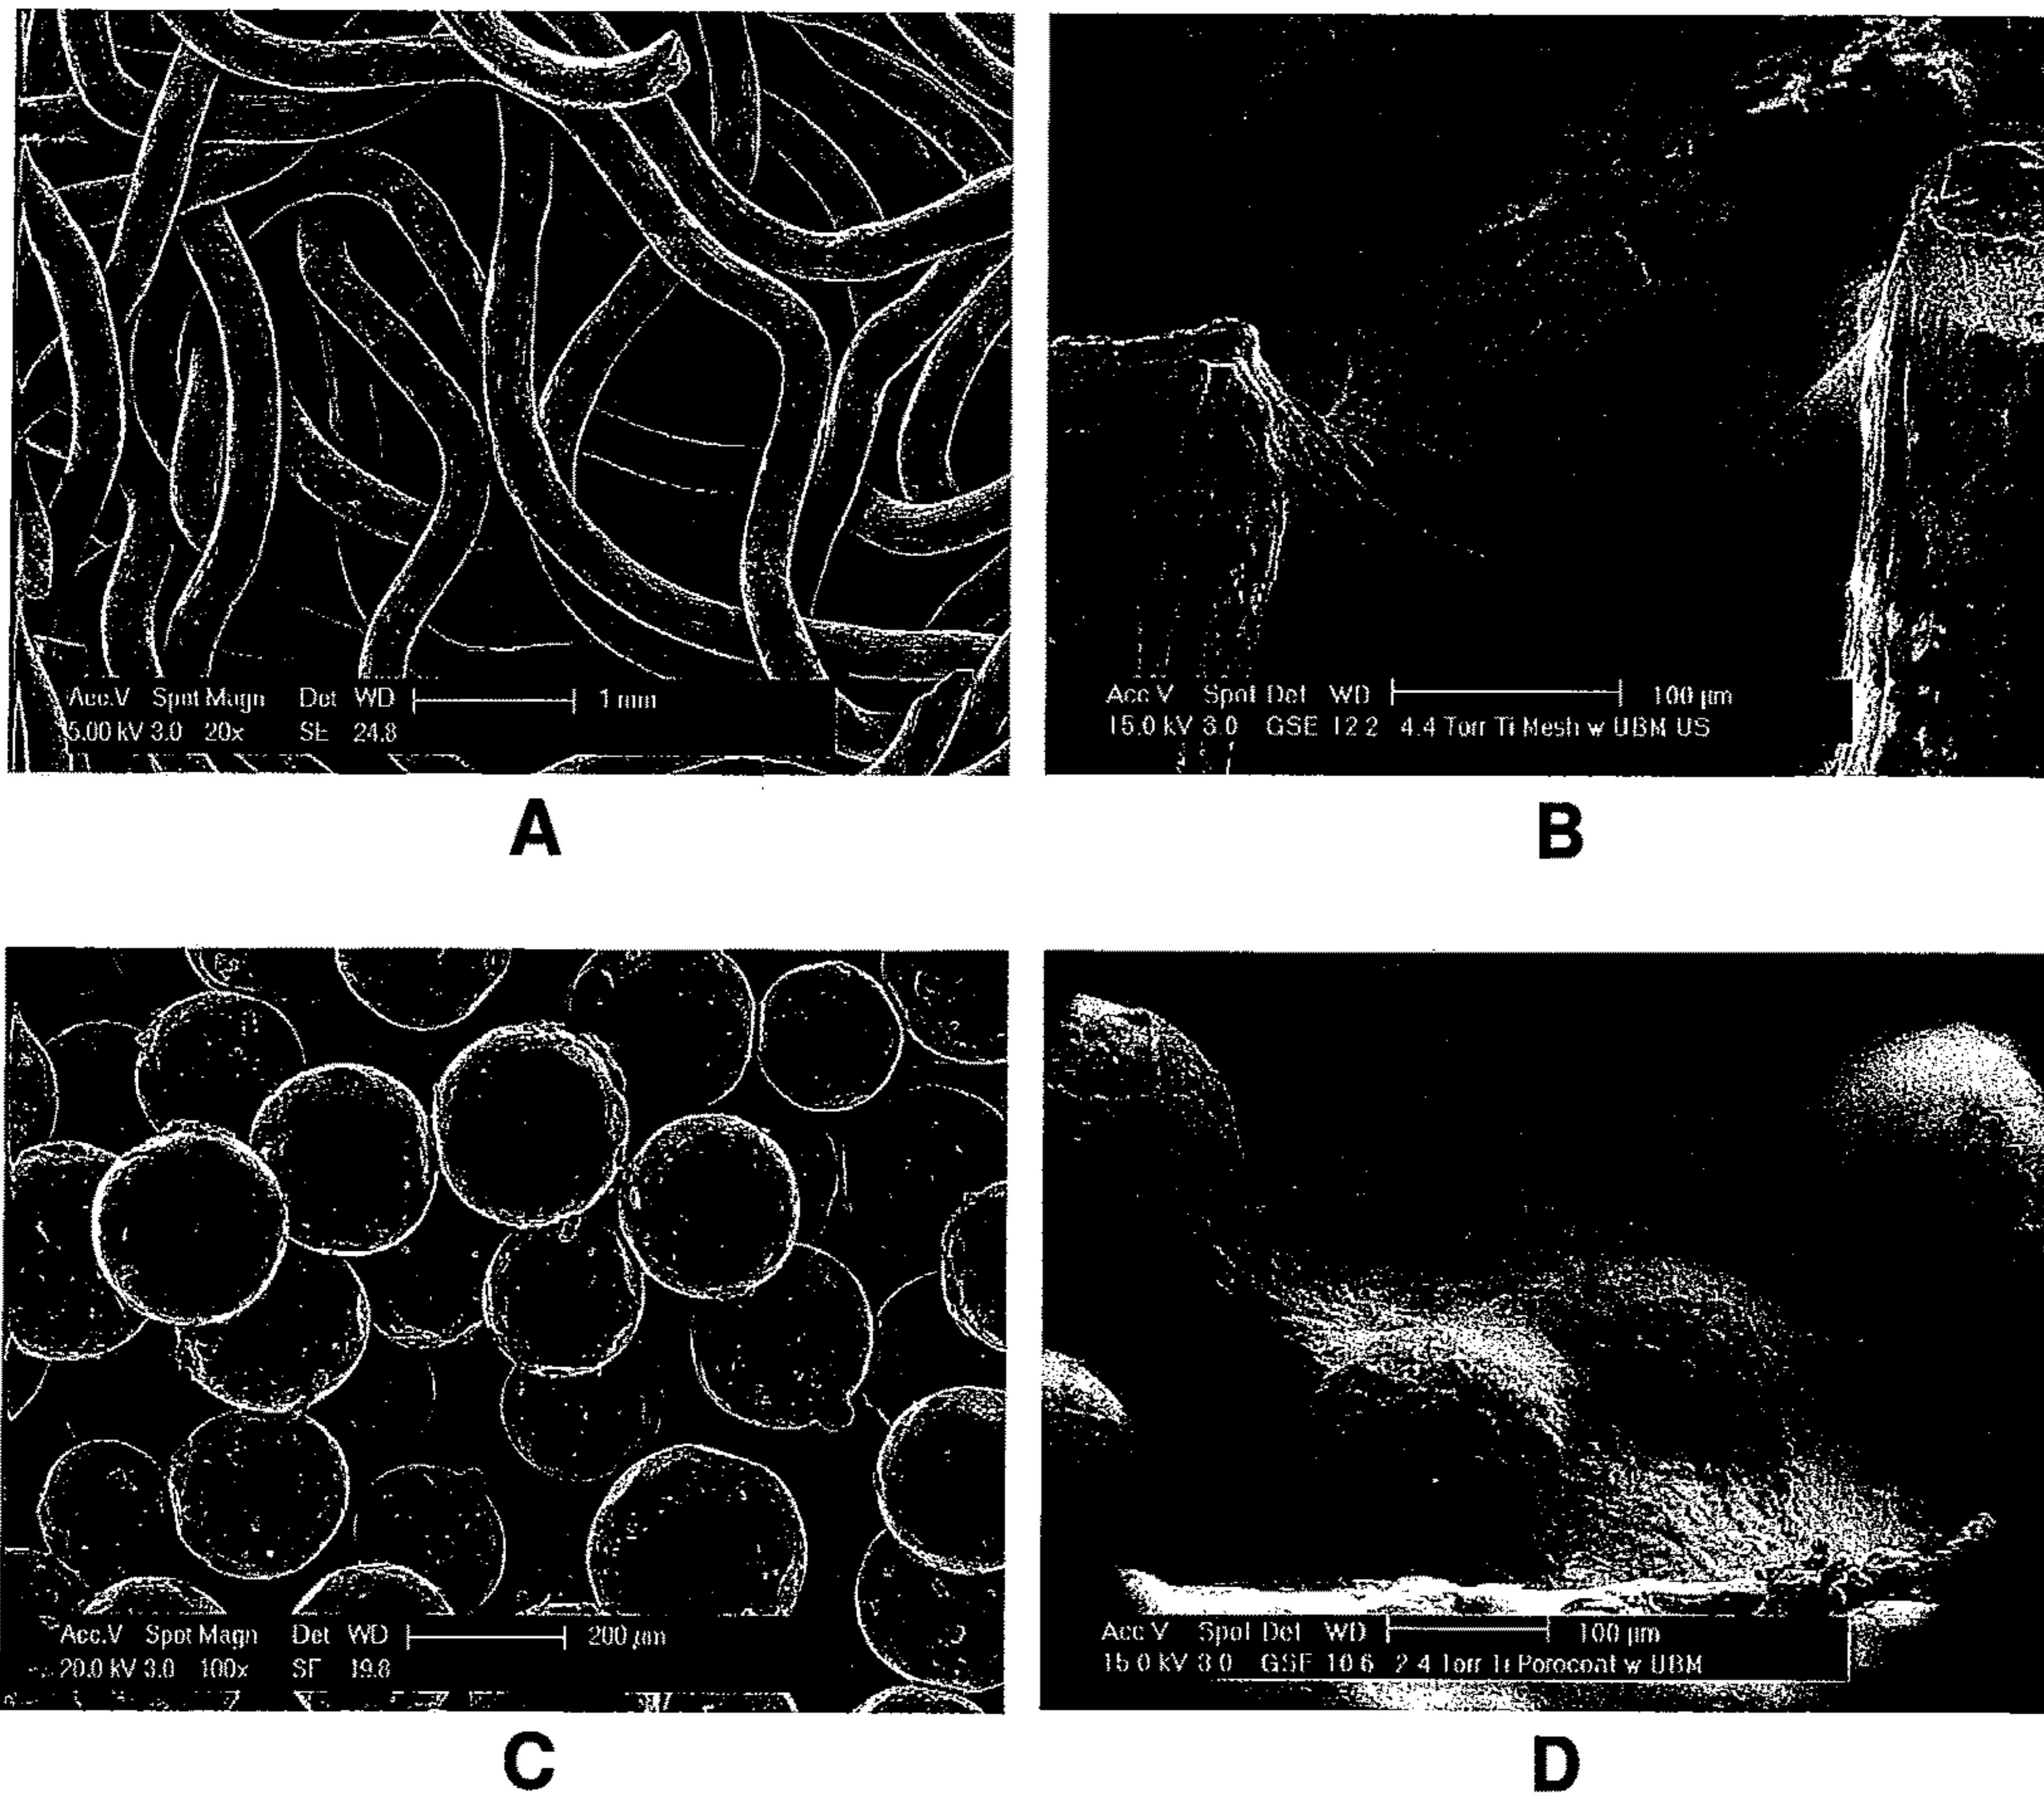 Acc.V Spot Magn Det WD 1 mm
5.00 kV 3.0 20x SE 24.8
Acc V Spot Det WD 100 µm
15.0 kV 3.0 GSE 12.2 4.4 Torr Ti Mesh w UBM US
A
B
Acc.V Spot Magn Det WD 200 µm
20.0 kV 3.0 100x SE 19.8
Acc V Spot Det WD 100 µm
15.0 kV 3.0 GSE 10.6 2.4 Torr Ti Porocoat w UBM
C
D